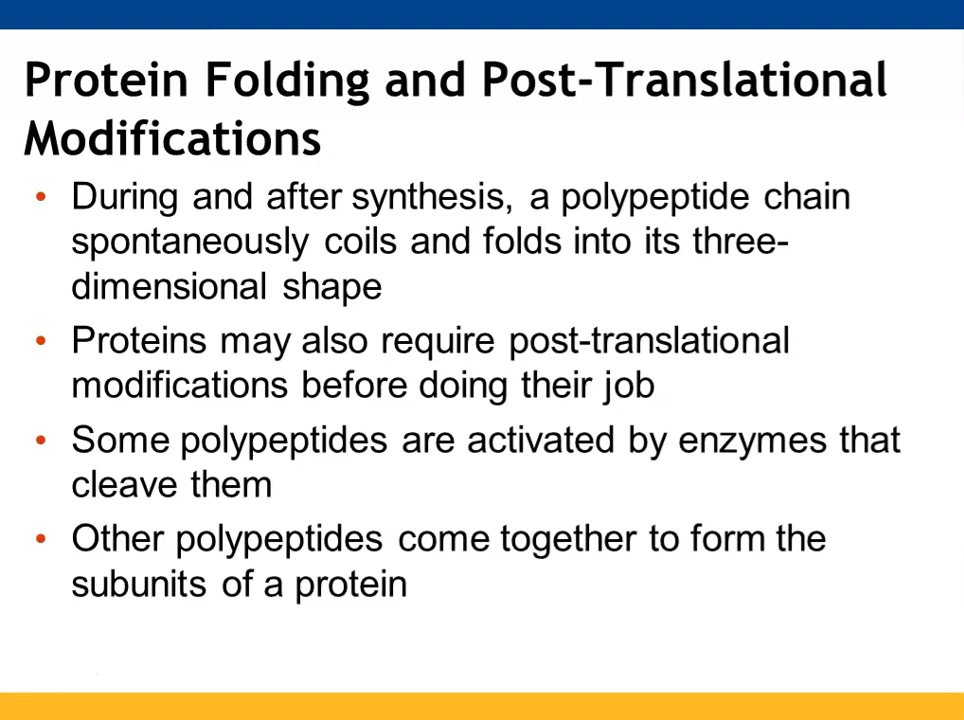 Protein Folding and Post-Translational
Modifications
• During and after synthesis, a polypeptide chain
spontaneously coils and folds into its three-
dimensional shape
• Proteins may also require post-translational
modifications before doing their job
• Some polypeptides are activated by enzymes that
cleave them
• Other polypeptides come together to form the
subunits of a protein